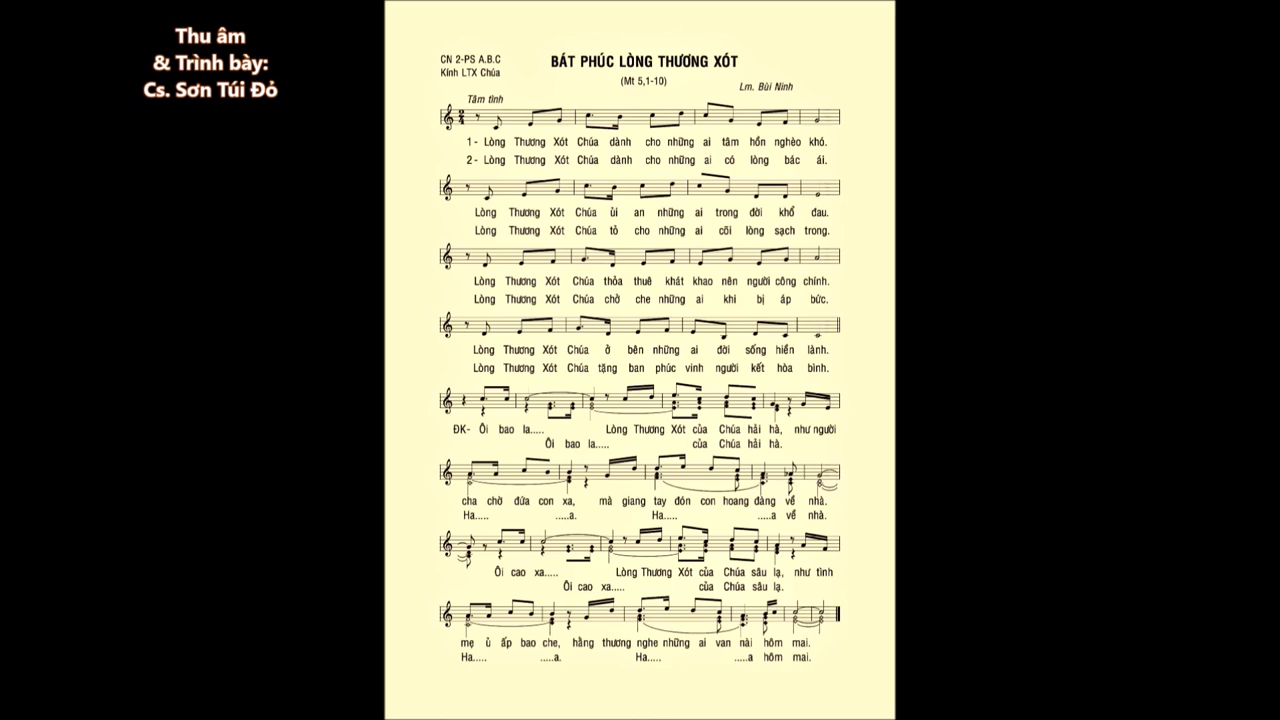 Thu âm
& Trình bày:
Cs. Sơn Túi Đỏ
CN 2-PS A.B.C
Kính LTX Chúa
BÁT PHÚC LÒNG THƯƠNG XÓT
(Mt 5,1-10)
Lm. Bùi Ninh
Tâm tình
1- Lòng Thương Xót Chúa dành cho những ai tâm hồn nghèo khó.
2- Lòng Thương Xót Chúa dành cho những ai có lòng bác ái.
Lòng Thương Xót Chúa ủi an những ai trong đời khổ đau.
Lòng Thương Xót Chúa tỏ cho những ai cõi lòng sạch trong.
Lòng Thương Xót Chúa thỏa thuê khát khao nên người công chính.
Lòng Thương Xót Chúa chở che những ai khi bị áp bức.
Lòng Thương Xót Chúa ở bên những ai đời sống hiền lành.
Lòng Thương Xót Chúa tặng ban phúc vinh người kết hòa bình.
ĐK- Ôi bao la..... Lòng Thương Xót của Chúa hải hà, như người
Ôi bao la..... của Chúa hải hà.
cha chờ đứa con xa, mà giang tay đón con hoang đàng về nhà.
Ha..... .....a. Ha..... .....a về nhà.
Ôi cao xa..... Lòng Thương Xót của Chúa sâu lạ, như tình
Ôi cao xa..... của Chúa sâu lạ.
mẹ ủ ấp bao che, hằng thương nghe những ai van nài hôm mai.
Ha..... .....a. Ha..... .....a hôm mai.